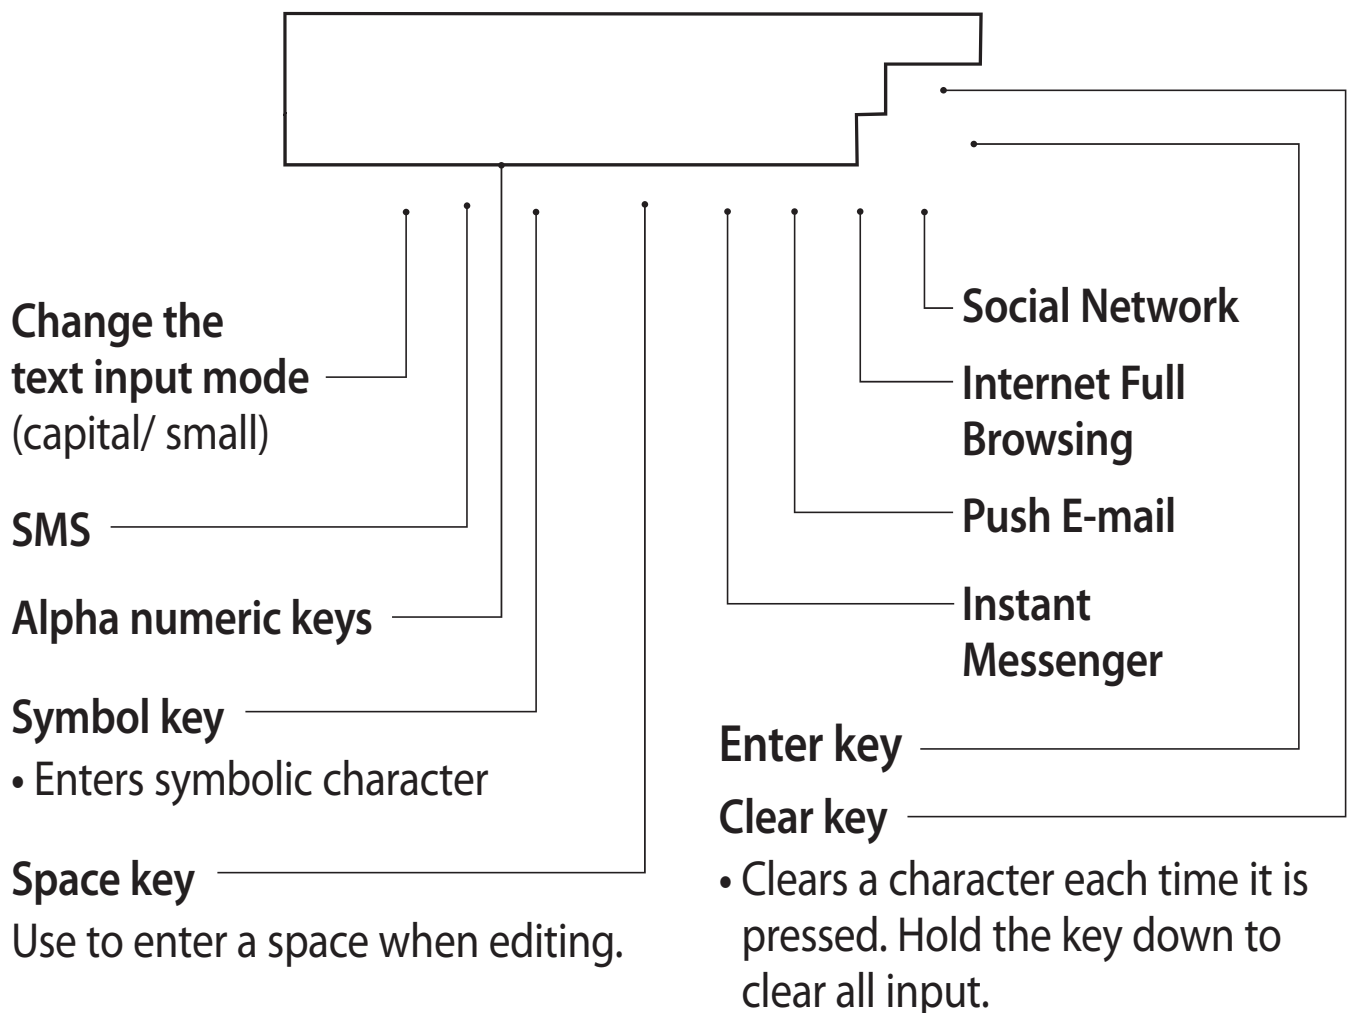 Change the
text input mode
(capital/ small)
SMS
Alpha numeric keys
Symbol key
• Enters symbolic character
Space key
Use to enter a space when editing.
Social Network
Internet Full
Browsing
Push E-mail
Instant
Messenger
Enter key
Clear key
• Clears a character each time it is
pressed. Hold the key down to
clear all input.